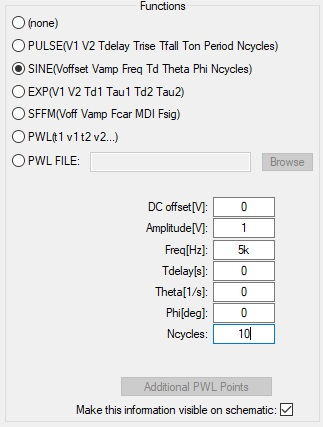 Functions
(none)
PULSE(V1 V2 Tdelay Trise Tfall Ton Period Ncycles)
SINE(Voffset Vamp Freq Td Theta Phi Ncycles)
EXP(V1 V2 Td1 Tau1 Td2 Tau2)
SFFM(Voff Vamp Fcar MDI Fsig)
PWL(t1 v1 t2 v2...)
PWL FILE: Browse
DC offset[V]: 0
Amplitude[V]: 1
Freq[Hz]: 5k
Tdelay[s]: 0
Theta[1/s]: 0
Phi[deg]: 0
Ncycles: 10
Additional PWL Points
Make this information visible on schematic: